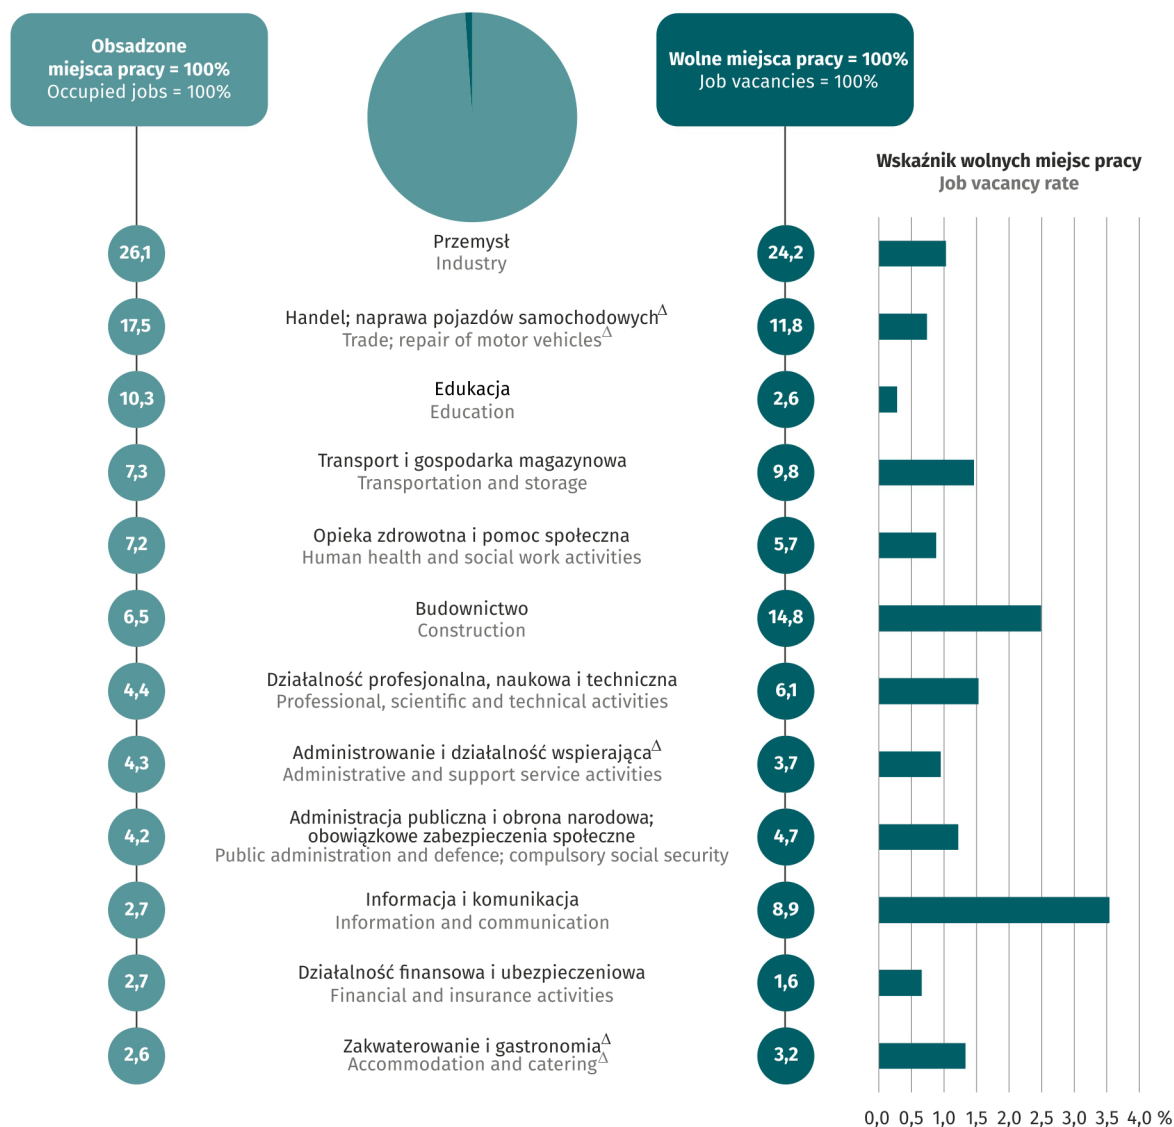 Obsadzone
miejsca pracy = 100%
Occupied jobs = 100%
Wolne miejsca pracy = 100%
Job vacancies = 100%
Wskaźnik wolnych miejsc pracy
Job vacancy rate
26,1
Przemysł
Industry
24,2
17,5
Handel; naprawa pojazdów samochodowych∆
Trade; repair of motor vehicles∆
11,8
10,3
Edukacja
Education
2,6
7,3
Transport i gospodarka magazynowa
Transportation and storage
9,8
7,2
Opieka zdrowotna i pomoc społeczna
Human health and social work activities
5,7
6,5
Budownictwo
Construction
14,8
4,4
Działalność profesjonalna, naukowa i techniczna
Professional, scientific and technical activities
6,1
4,3
Administrowanie i działalność wspierająca∆
Administrative and support service activities
3,7
4,2
Administracja publiczna i obrona narodowa;
obowiązkowe zabezpieczenia społeczne
Public administration and defence; compulsory social security
4,7
2,7
Informacja i komunikacja
Information and communication
8,9
2,7
Działalność finansowa i ubezpieczeniowa
Financial and insurance activities
1,6
2,6
Zakwaterowanie i gastronomia∆
Accommodation and catering∆
3,2
0,0 0,5 1,0 1,5 2,0 2,5 3,0 3,5 4,0 %